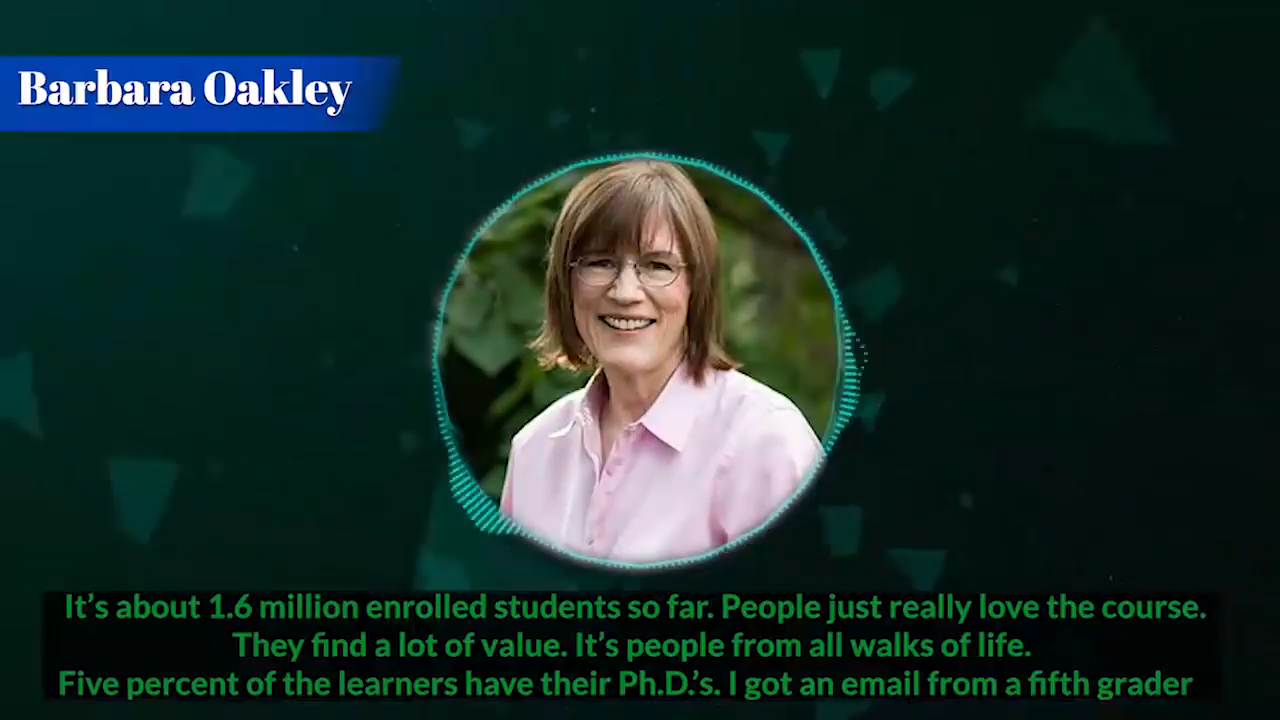 Barbara Oakley
It’s about 1.6 million enrolled students so far. People just really love the course.
They find a lot of value. It’s people from all walks of life.
Five percent of the learners have their Ph.D.’s. I got an email from a fifth grader